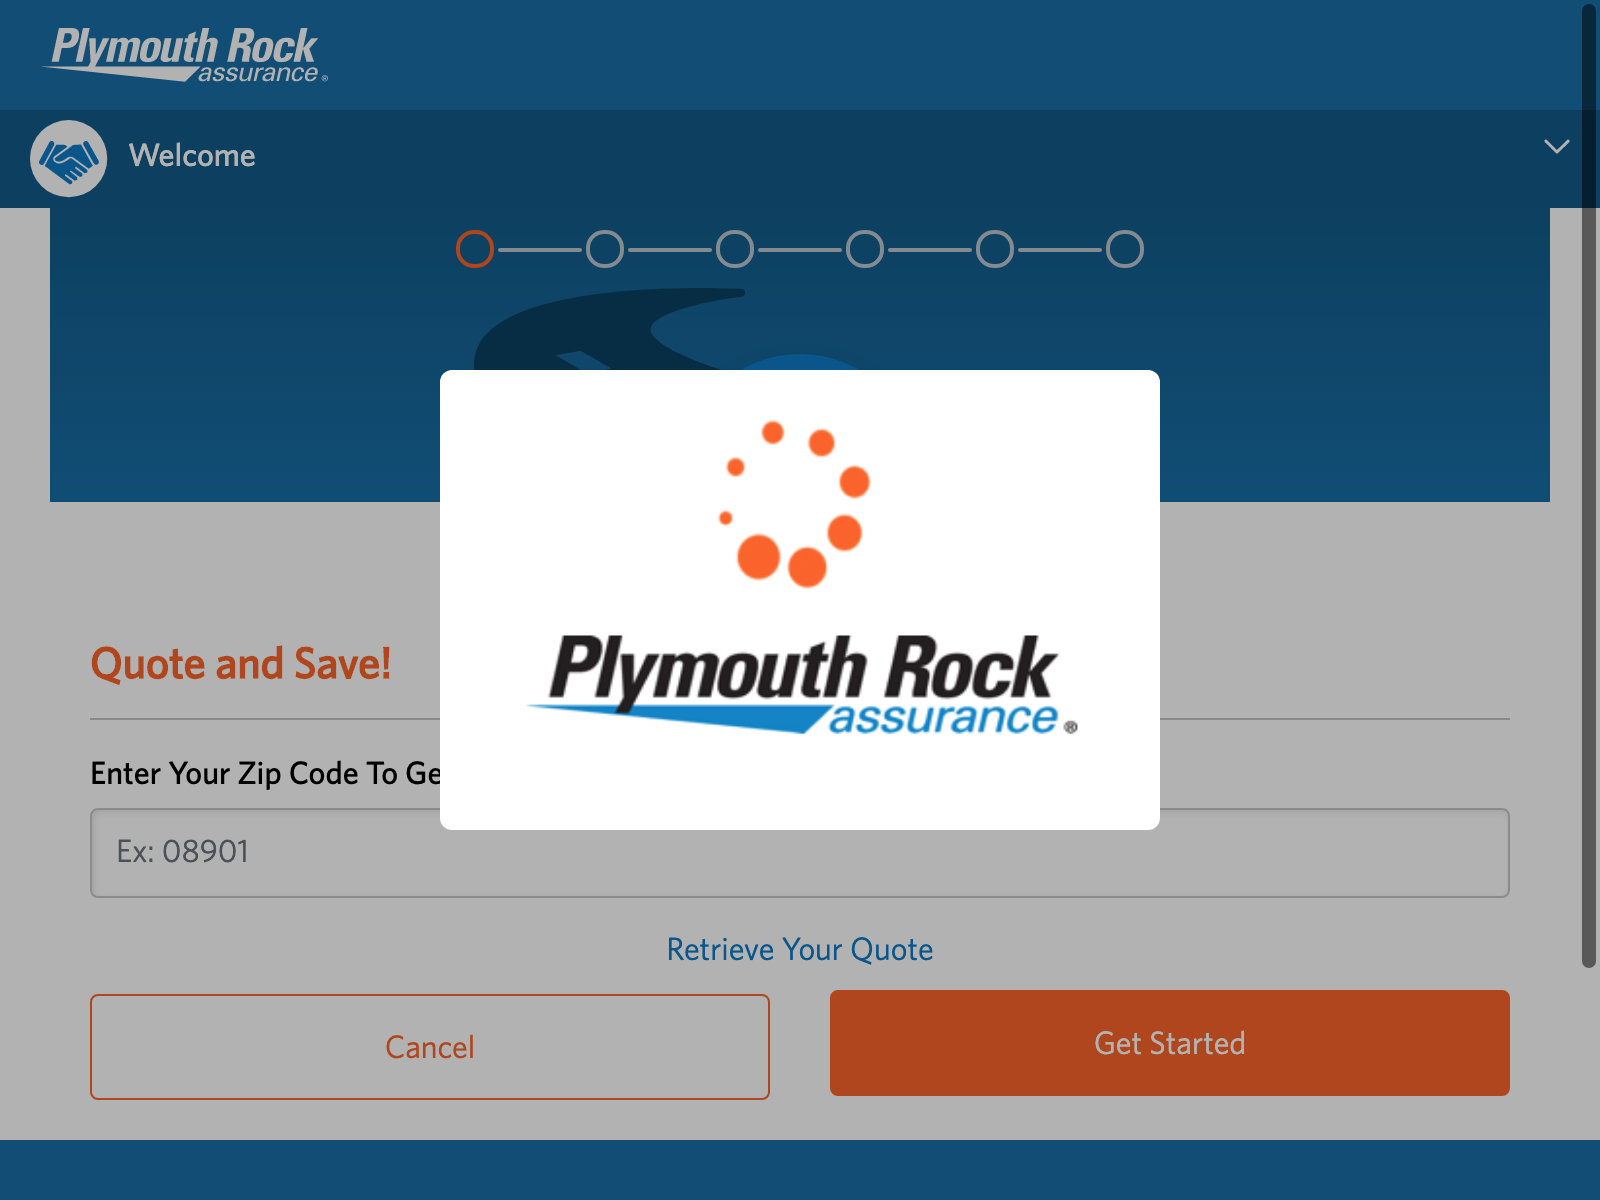 Plymouth Rock
assurance®
Welcome
Plymouth Rock
assurance®
Quote and Save!
Enter Your Zip Code To Ge
Ex: 08901
Retrieve Your Quote
Cancel
Get Started